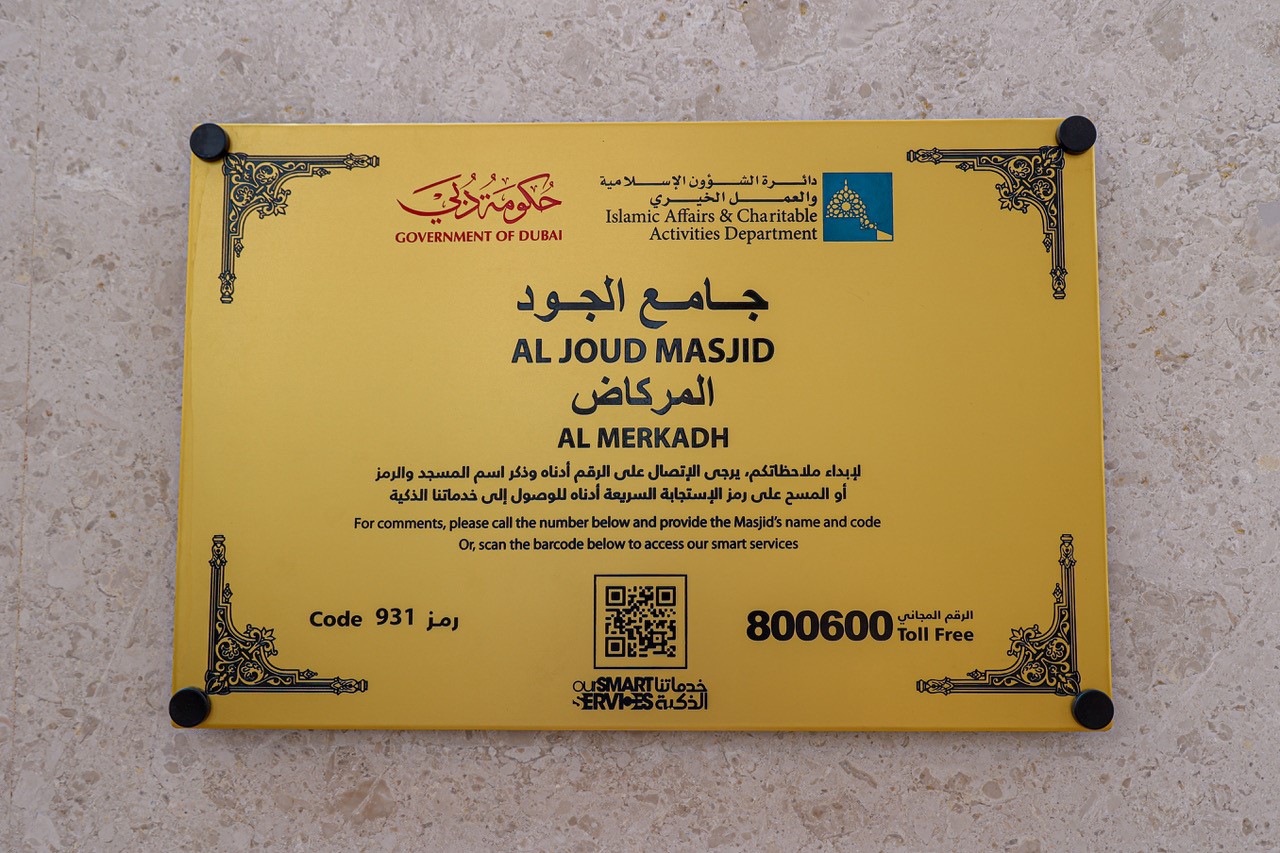 حكومة دبي
GOVERNMENT OF DUBAI
دائرة الشؤون الإسلامية
والعمل الخيري
Islamic Affairs & Charitable
Activities Department
جامع الجود
AL JOUD MASJID
المركاض
AL MERKADH
لإبداء ملاحظاتكم، يرجى الإتصال على الرقم أدناه وذكر اسم المسجد والرمز
أو المسح على رمز الإستجابة السريعة أدناه للوصول إلى خدماتنا الذكية
For comments, please call the number below and provide the Masjid's name and code
Or, scan the barcode below to access our smart services
Code 931 رمز
800600
الرقم المجاني
Toll Free
ourSMART خدماتنا
SERVICES الذكية